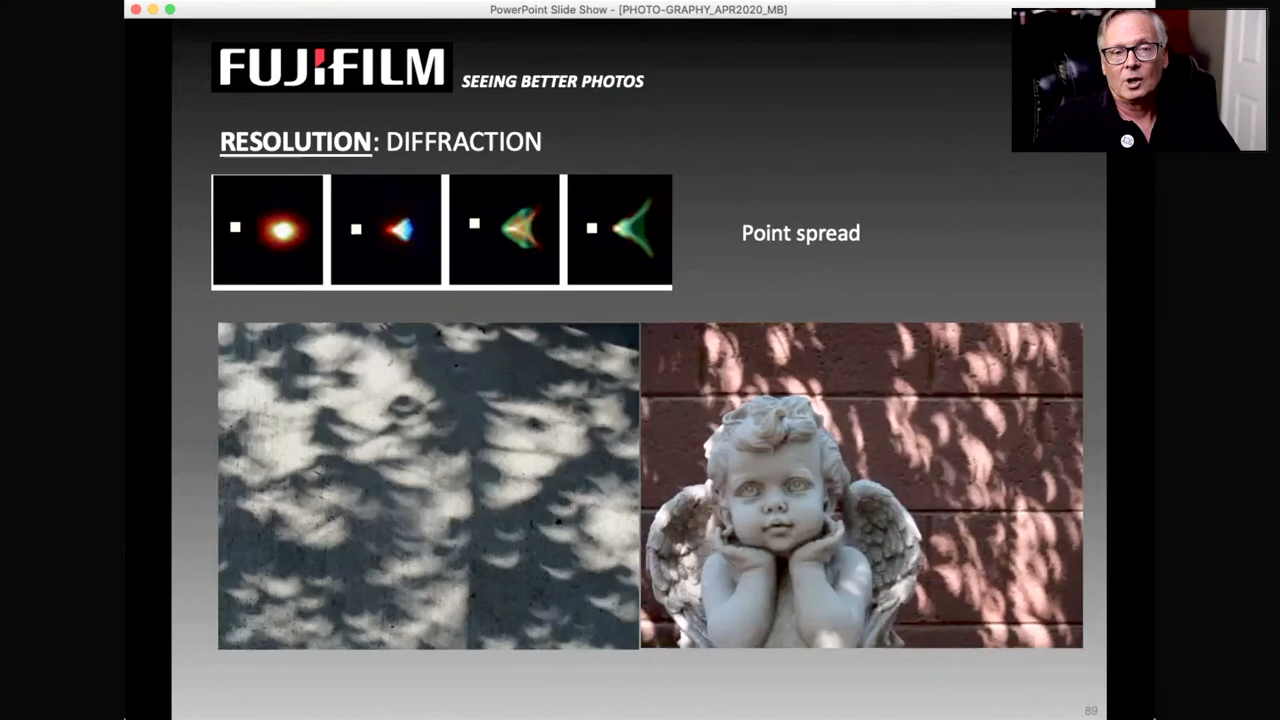 PowerPoint Slide Show - [PHOTO-GRAPHY_APR2020_MB]
FUJIFILM SEEING BETTER PHOTOS
RESOLUTION: DIFFRACTION
Point spread
89